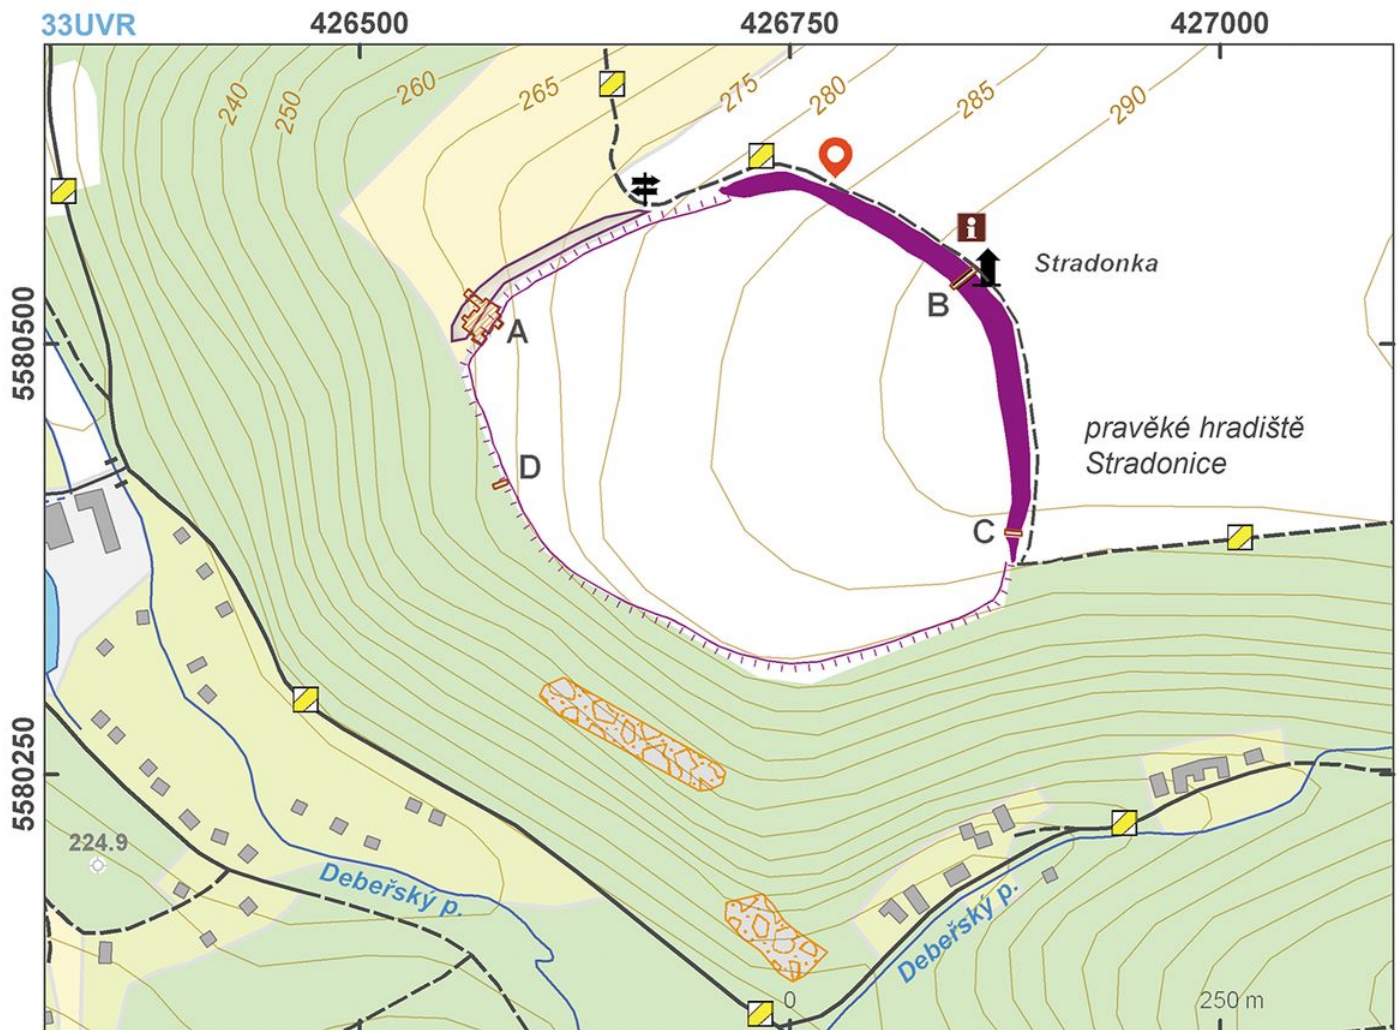 33UVR
426500
426750
427000
240
250
260
265
275
280
285
290
i
Stradonka
B
A
5580500
pravěké hradiště
Stradonice
D
C
5580250
224.9
Debeřský p.
Debeřský p.
0
250 m